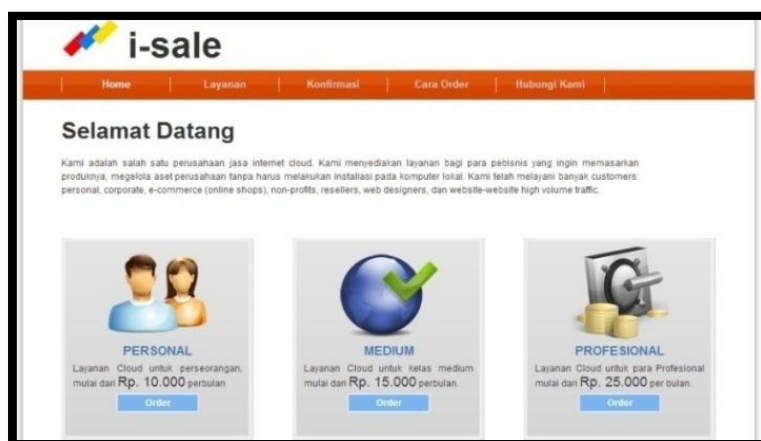 i-sale
Home Layanan Konfirmasi Cara Order Hubungi Kami
Selamat Datang
Kami adalah salah satu perusahaan jasa internet cloud. Kami menyediakan layanan bagi para pebisnis yang ingin memasarkan
produknya, megelola aset perusahaan tanpa harus melakukan installasi pada komputer lokal. Kami telah melayani banyak customers:
personal, corporate, e-commerce (online shops), non-profits, resellers, web designers, dan website-website high volume traffic.
PERSONAL
Layanan Cloud untuk perseorangan,
mulai dari Rp. 10.000 perbulan
Order
MEDIUM
Layanan Cloud untuk kelas medium
mulai dari Rp. 15.000 perbulan.
Order
PROFESIONAL
Layanan Cloud untuk para Profesional
mulai dari Rp. 25.000 per bulan.
Order